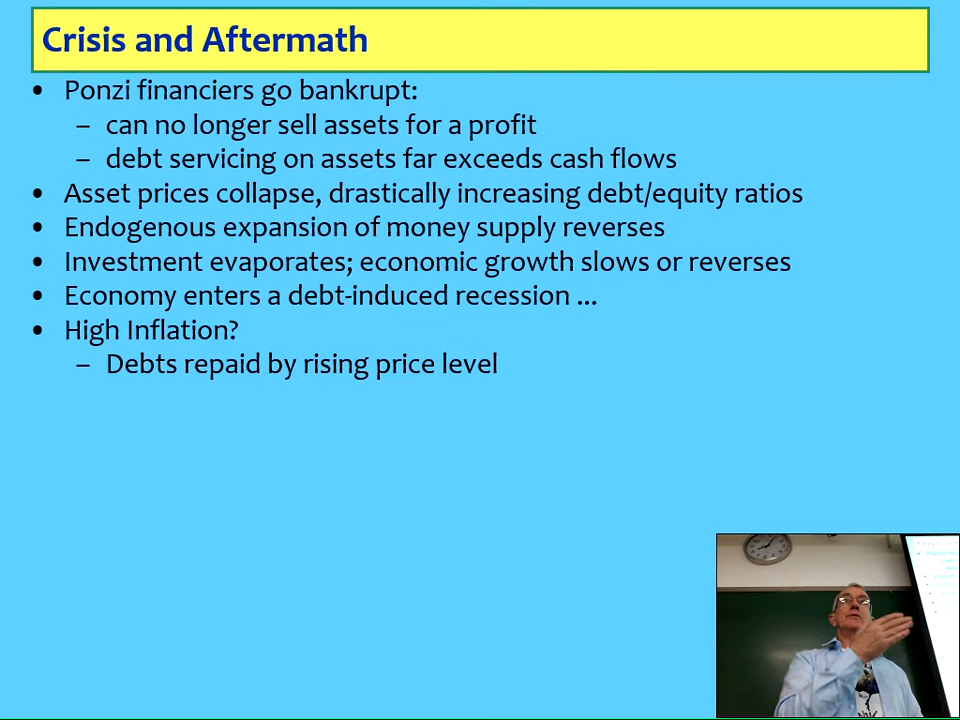 Crisis and Aftermath
• Ponzi financiers go bankrupt:
– can no longer sell assets for a profit
– debt servicing on assets far exceeds cash flows
• Asset prices collapse, drastically increasing debt/equity ratios
• Endogenous expansion of money supply reverses
• Investment evaporates; economic growth slows or reverses
• Economy enters a debt-induced recession ...
• High Inflation?
– Debts repaid by rising price level